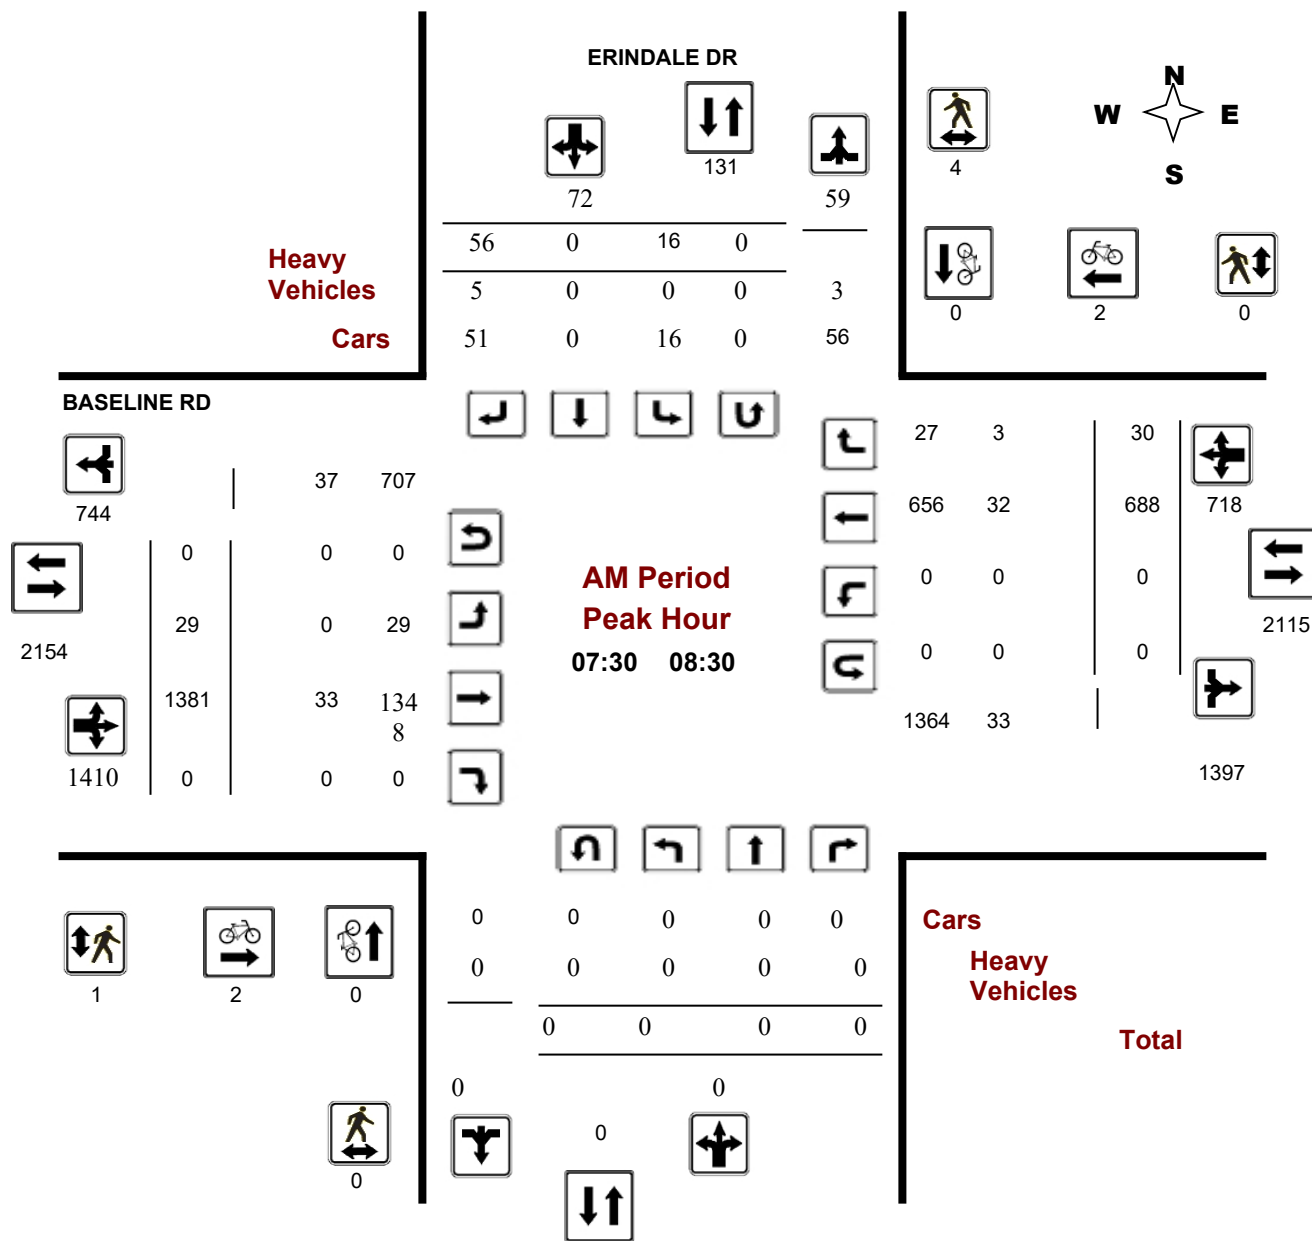 ERINDALE DR
N
W E
S
131
4
72 59
56 0 16 0
Heavy
Vehicles
5 0 0 0 3
Cars
51 0 16 0 56
0 2 0
BASELINE RD
27 3 30
37 707
744
656 32 688 718
0 0 0
AM Period
0 0 0
Peak Hour
29 0 29
2115
2154
07:30 08:30
0 0 0
1381 33 134
8
1364 33
1410 0 0 0
1397
0 0 0 0 0
Cars
0 0 0 0 0
Heavy
Vehicles
1 2 0
0 0 0 0
Total
0 0
0
0